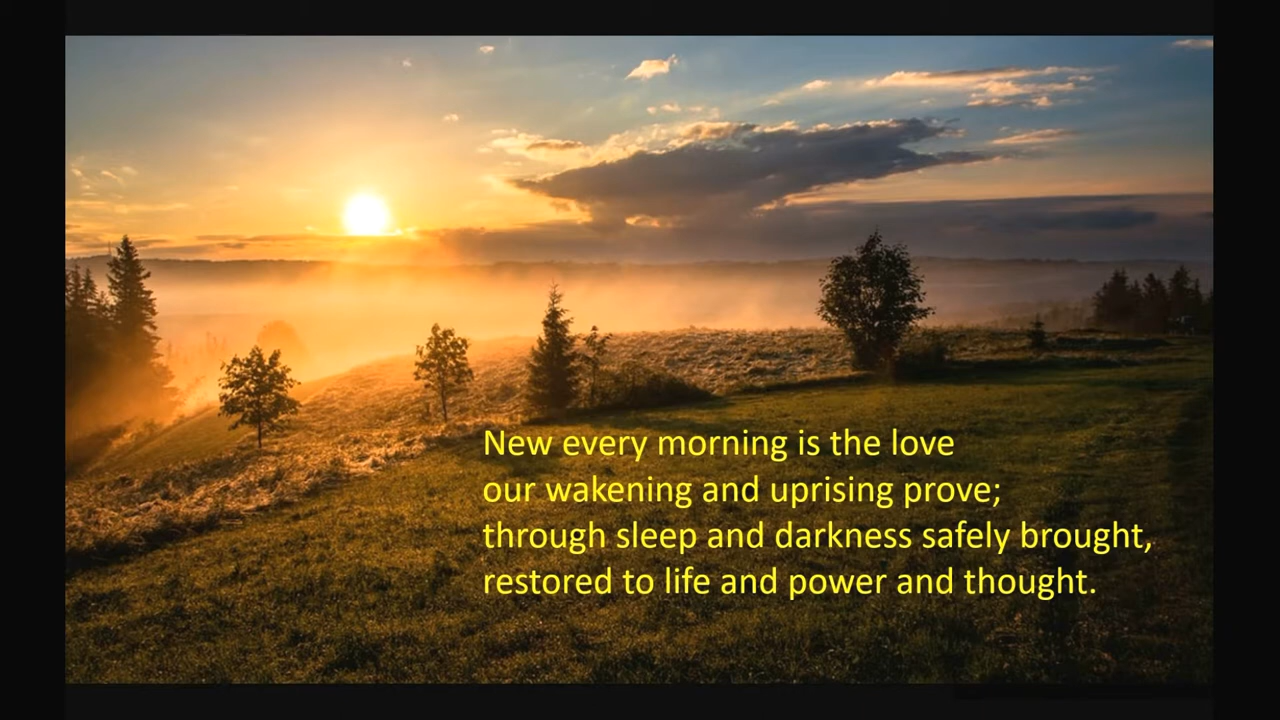 New every morning is the love
our wakening and uprising prove;
through sleep and darkness safely brought,
restored to life and power and thought.